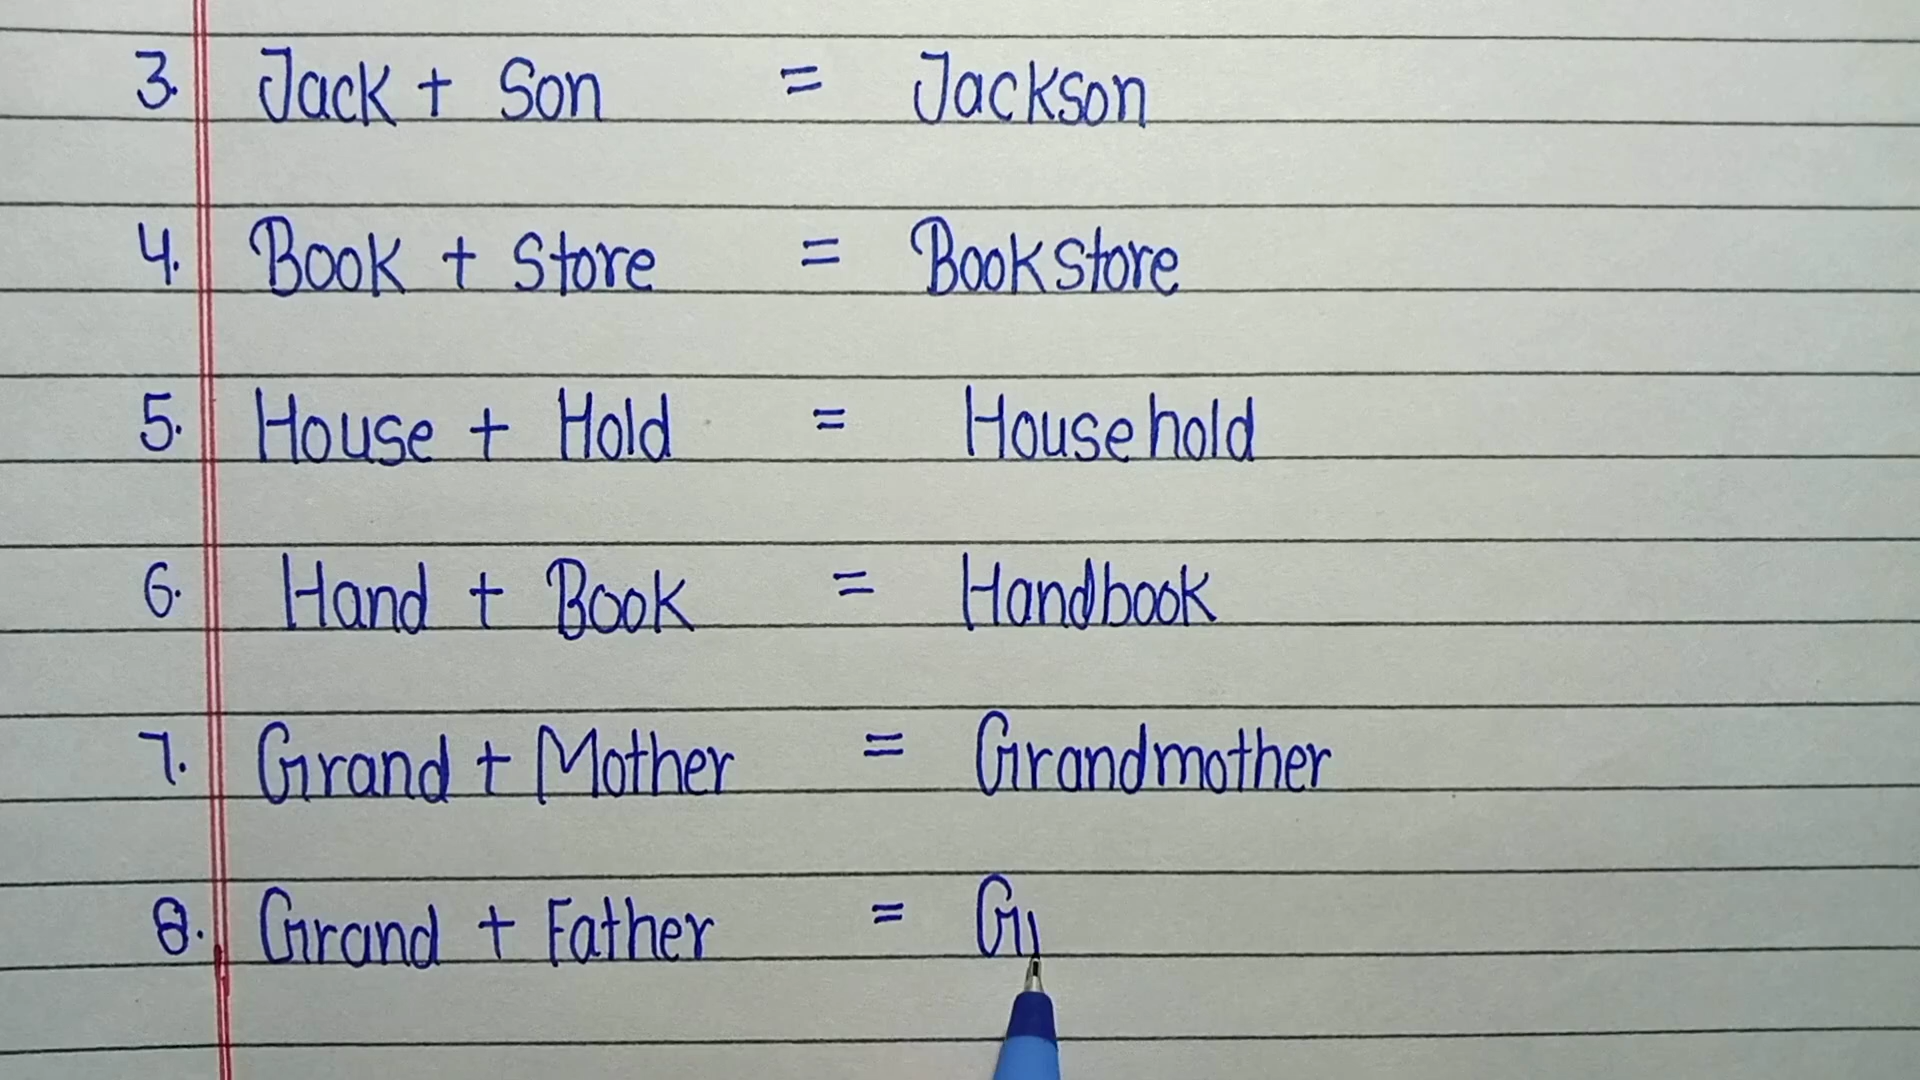 3. Jack + Son = Jackson
4. Book + Store = Bookstore
5. House + Hold = Household
6. Hand + Book = Handbook
7. Grand + Mother = Grandmother
8. Grand + Father = Gr